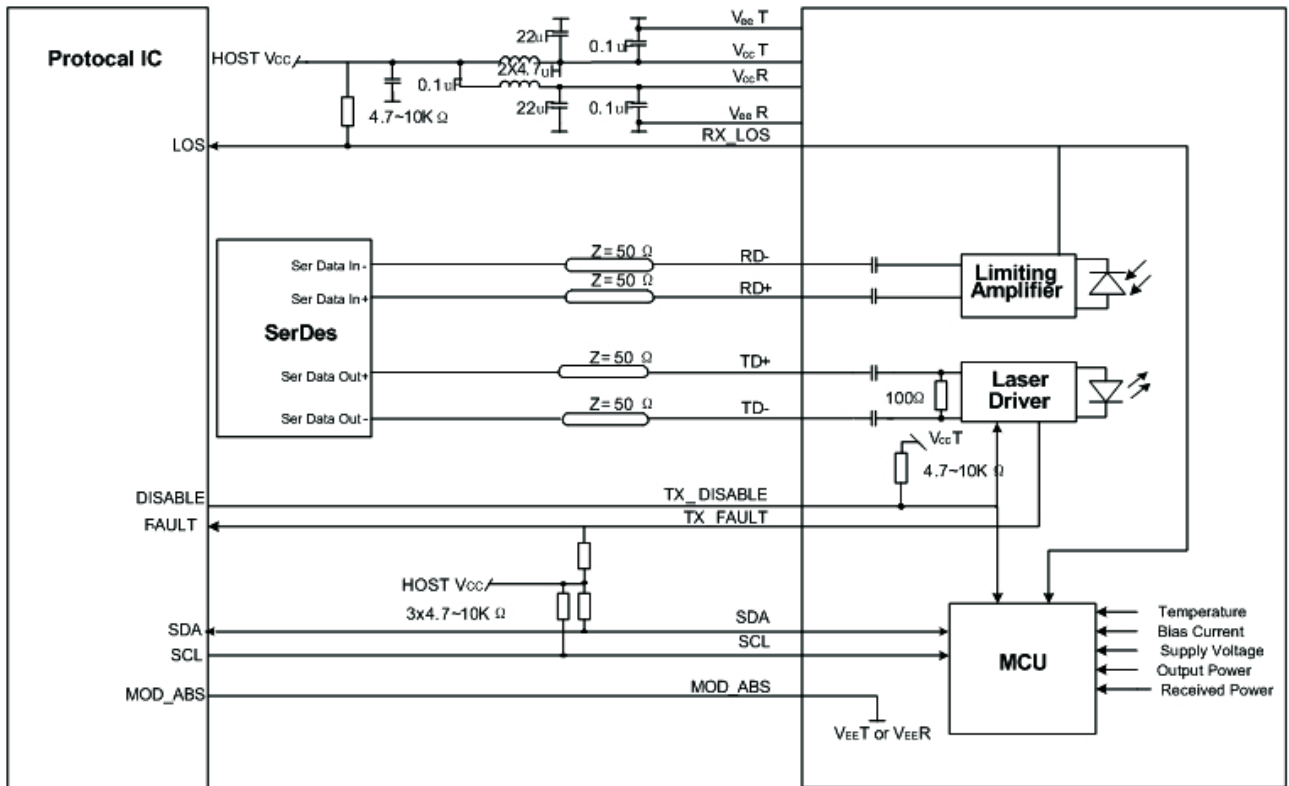 Protocal IC
HOST Vcc
22uF
0.1uF
VeeT
VccT
2X4.7uH
VccR
0.1uF
22uF
0.1uF
VeeR
4.7~10KΩ
LOS
RX_LOS
SerDes
Ser Data In-
Ser Data In+
Ser Data Out+
Ser Data Out-
Z=50 Ω
RD-
Z=50 Ω
RD+
Limiting
Amplifier
Z=50 Ω
TD+
Z=50 Ω
TD-
100Ω
Laser
Driver
VccT
4.7~10K Ω
DISABLE
TX_DISABLE
FAULT
TX FAULT
HOST Vcc
3x4.7~10K Ω
SDA
SDA
SCL
SCL
MOD_ABS
MOD_ABS
VEET or VEER
MCU
Temperature
Bias Current
Supply Voltage
Output Power
Received Power